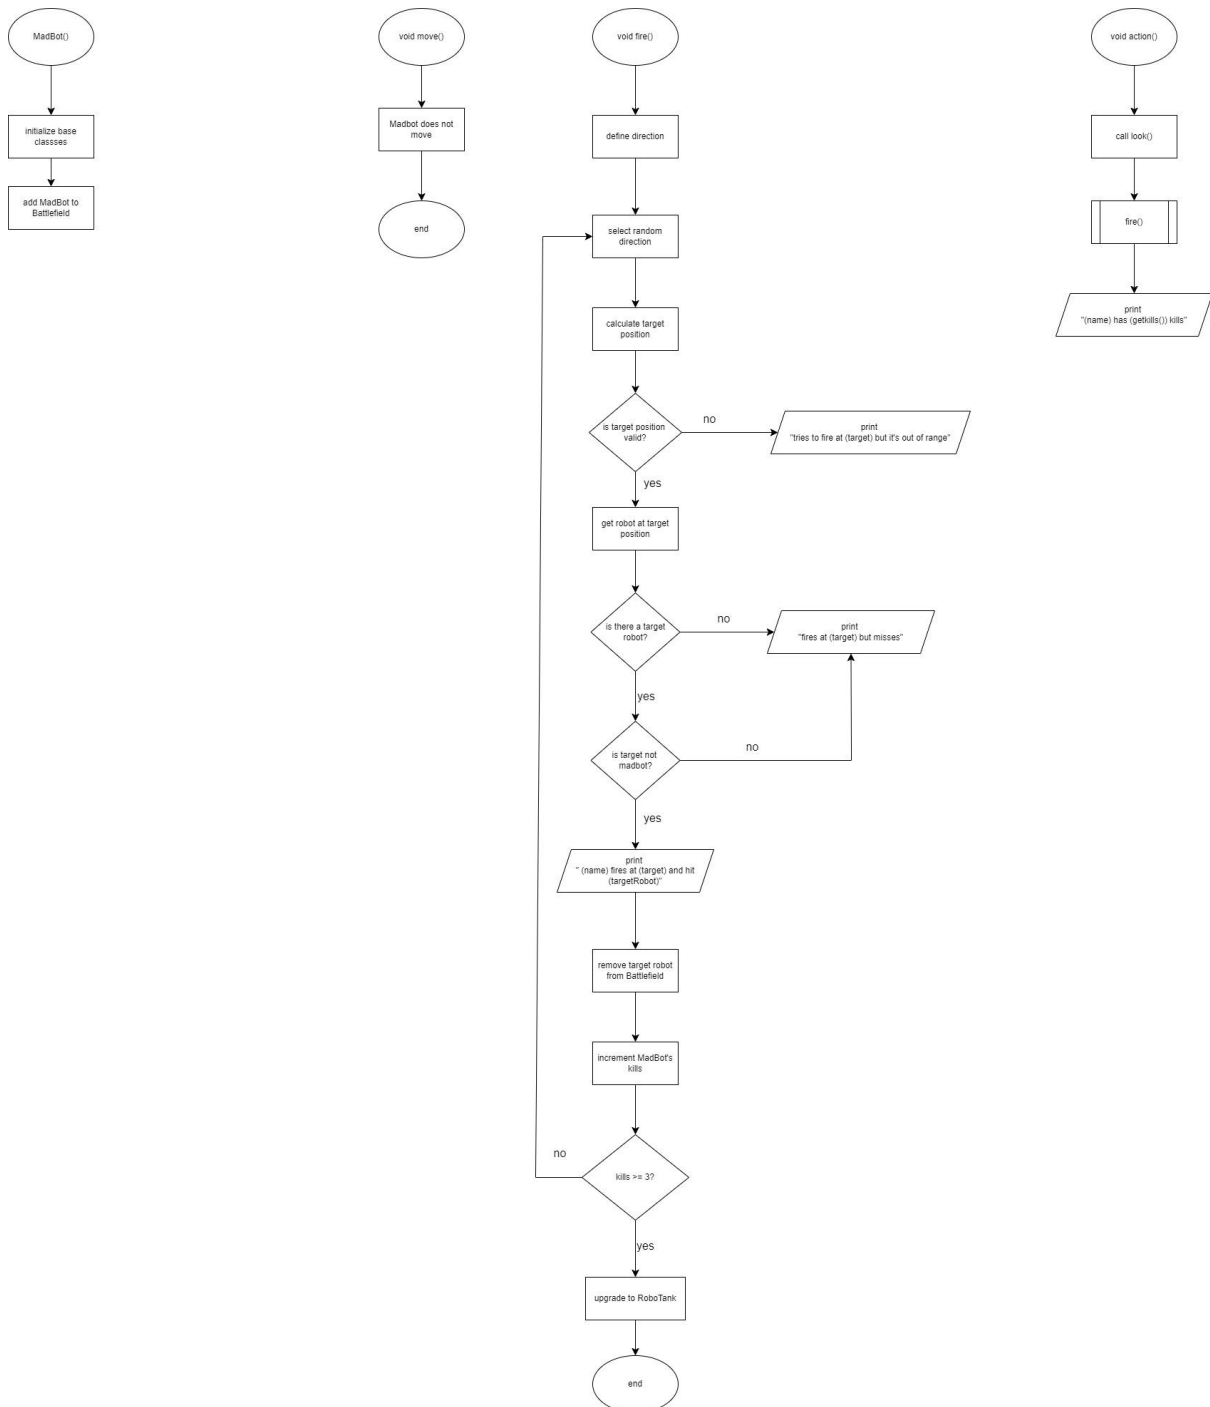 MadBot()
initialize base
classses
add MadBot to
Battlefield
void move()
Madbot does not
move
end
void fire()
define direction
select random
direction
calculate target
position
is target position
valid?
no
print
"tries to fire at (target) but it's out of range"
yes
get robot at target
position
is there a target
robot?
no
print
"fires at (target) but misses"
yes
is target not
madbot?
no
yes
print
" (name) fires at (target) and hit
(targetRobot)"
remove target robot
from Battlefield
increment MadBot's
kills
kills >= 3?
no
yes
upgrade to RoboTank
end
void action()
call look()
fire()
print
"(name) has (getkills()) kills"